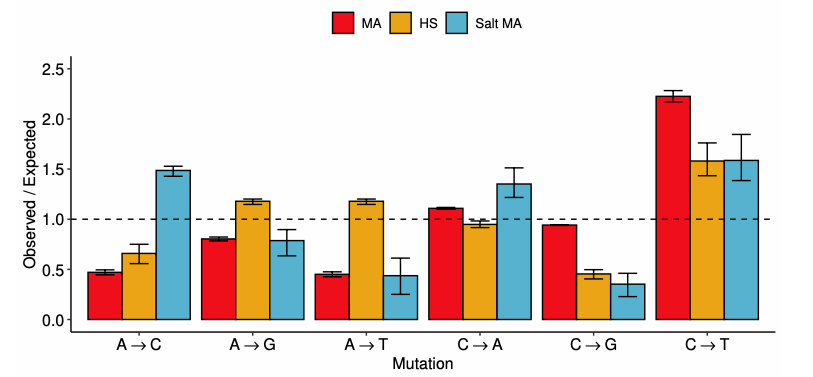 MA HS Salt MA
Observed / Expected
2.5
2.0
1.5
1.0
0.5
0.0
A → C A → G A → T C → A C → G C → T
Mutation